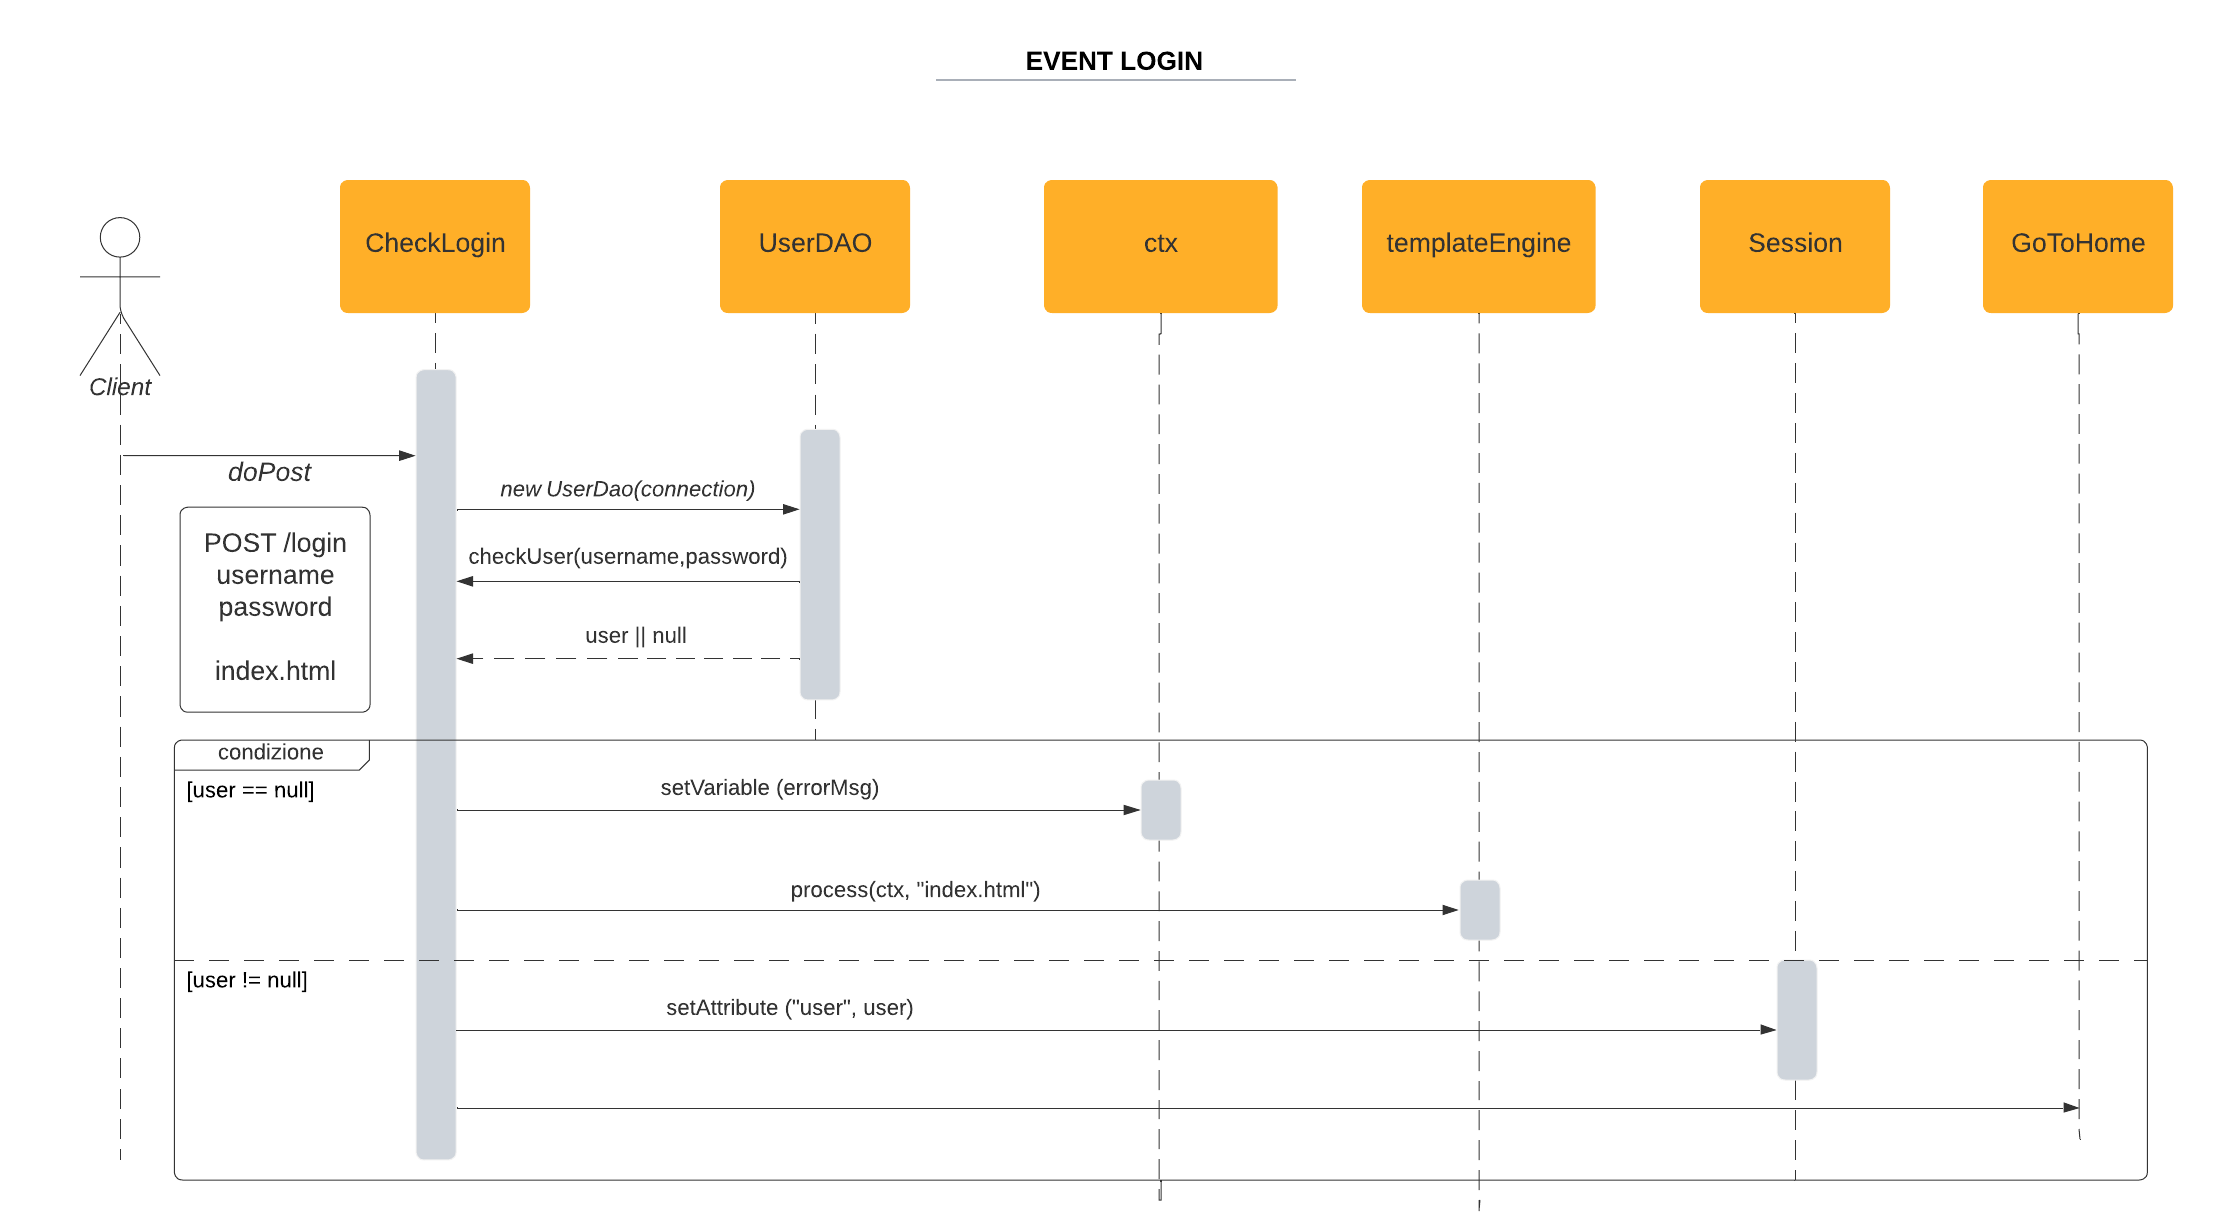 EVENT LOGIN
CheckLogin
UserDAO
ctx
templateEngine
Session
GoToHome
Client
doPost
new UserDao(connection)
POST /login
username
password
index.html
checkUser(username,password)
user || null
condizione
[user == null]
setVariable (errorMsg)
process(ctx, "index.html")
[user != null]
setAttribute ("user", user)